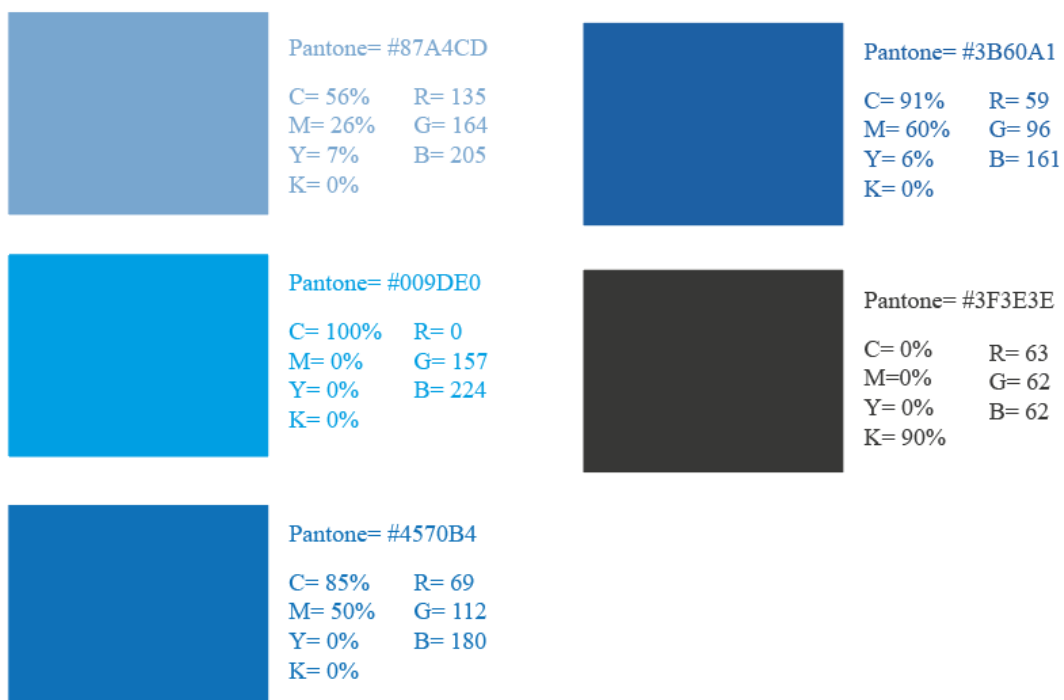 Pantone= #87A4CD
C= 56% R= 135
M= 26% G= 164
Y= 7% B= 205
K= 0%
Pantone= #009DE0
C= 100% R= 0
M= 0% G= 157
Y= 0% B= 224
K= 0%
Pantone= #4570B4
C= 85% R= 69
M= 50% G= 112
Y= 0% B= 180
K= 0%
Pantone= #3B60A1
C= 91% R= 59
M= 60% G= 96
Y= 6% B= 161
K= 0%
Pantone= #3F3E3E
C= 0% R= 63
M=0% G= 62
Y= 0% B= 62
K= 90%